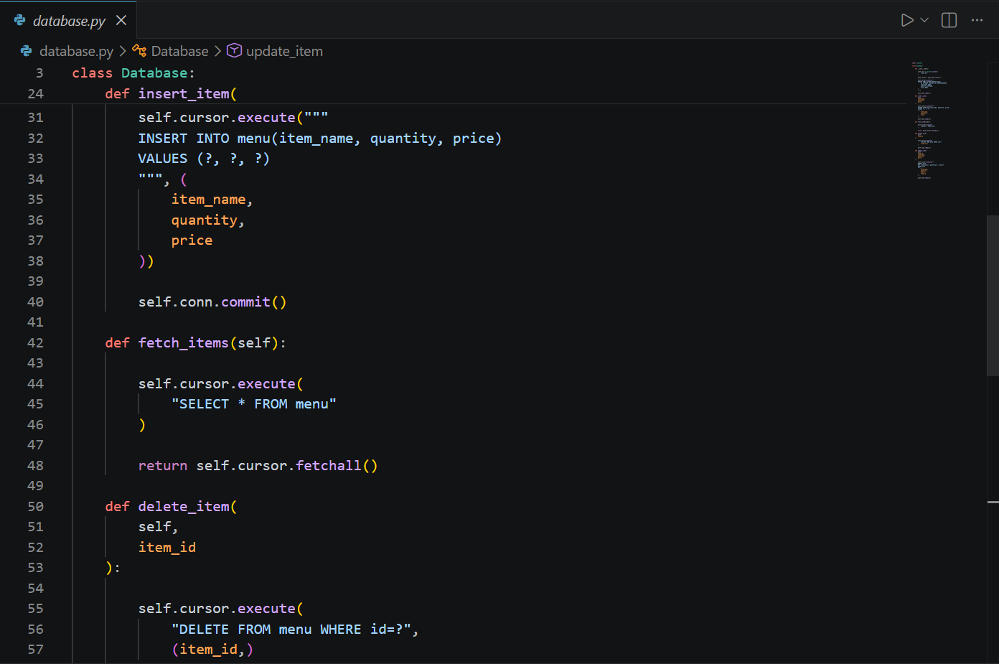 database.py
database.py > Database > update_item
3 class Database:
24     def insert_item(
31         self.cursor.execute("""
32         INSERT INTO menu(item_name, quantity, price)
33         VALUES (?, ?, ?)
34         """, (
35             item_name,
36             quantity,
37             price
38         ))
39
40         self.conn.commit()
41
42     def fetch_items(self):
43
44         self.cursor.execute(
45             "SELECT * FROM menu"
46         )
47
48         return self.cursor.fetchall()
49
50     def delete_item(
51         self,
52         item_id
53     ):
54
55         self.cursor.execute(
56             "DELETE FROM menu WHERE id=?",
57             (item_id,)